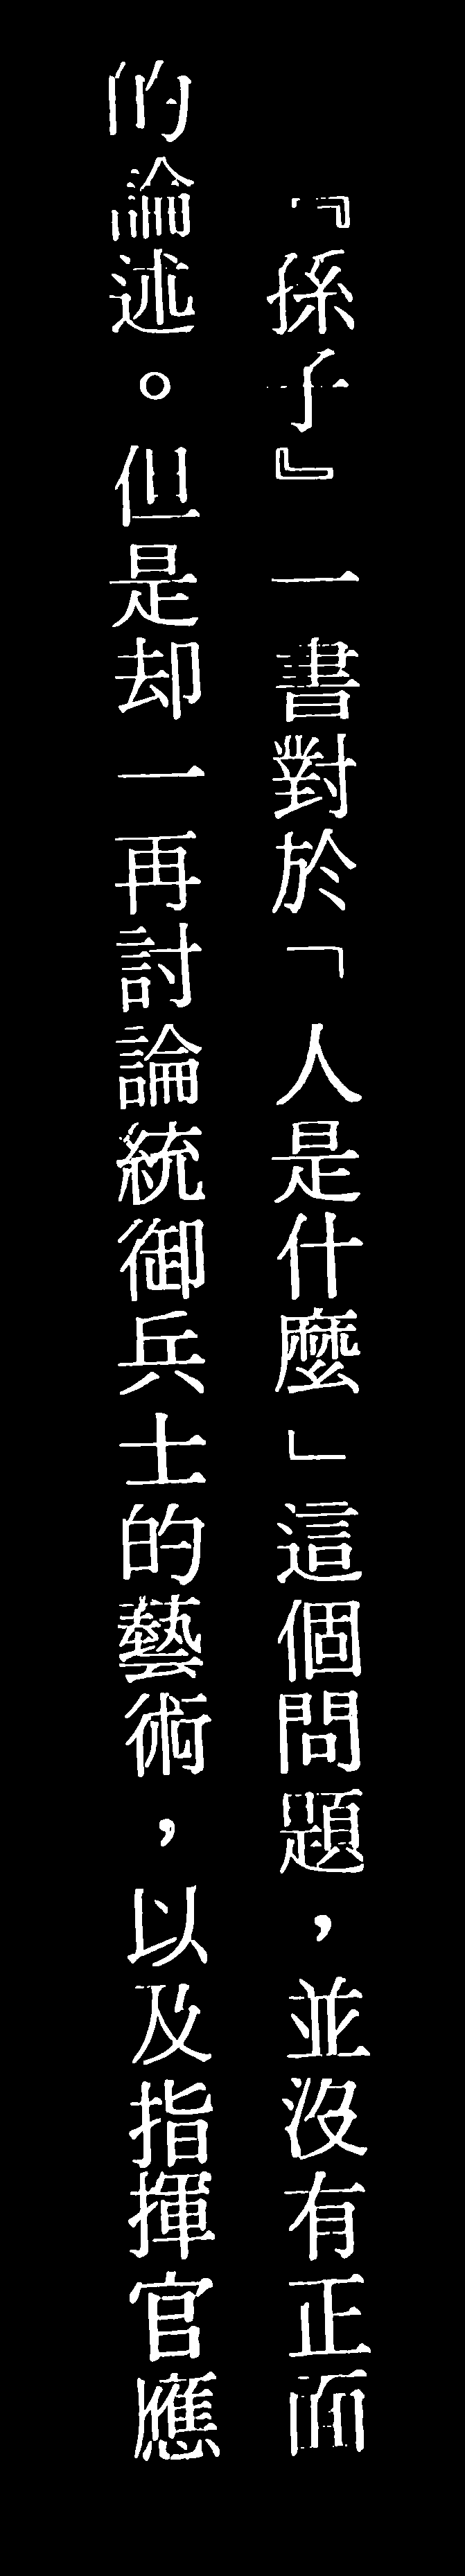 『孫子』一書對於「人是什麼」這個問題，並沒有正面
的論述。但是却一再討論統御兵士的藝術，以及指揮官應